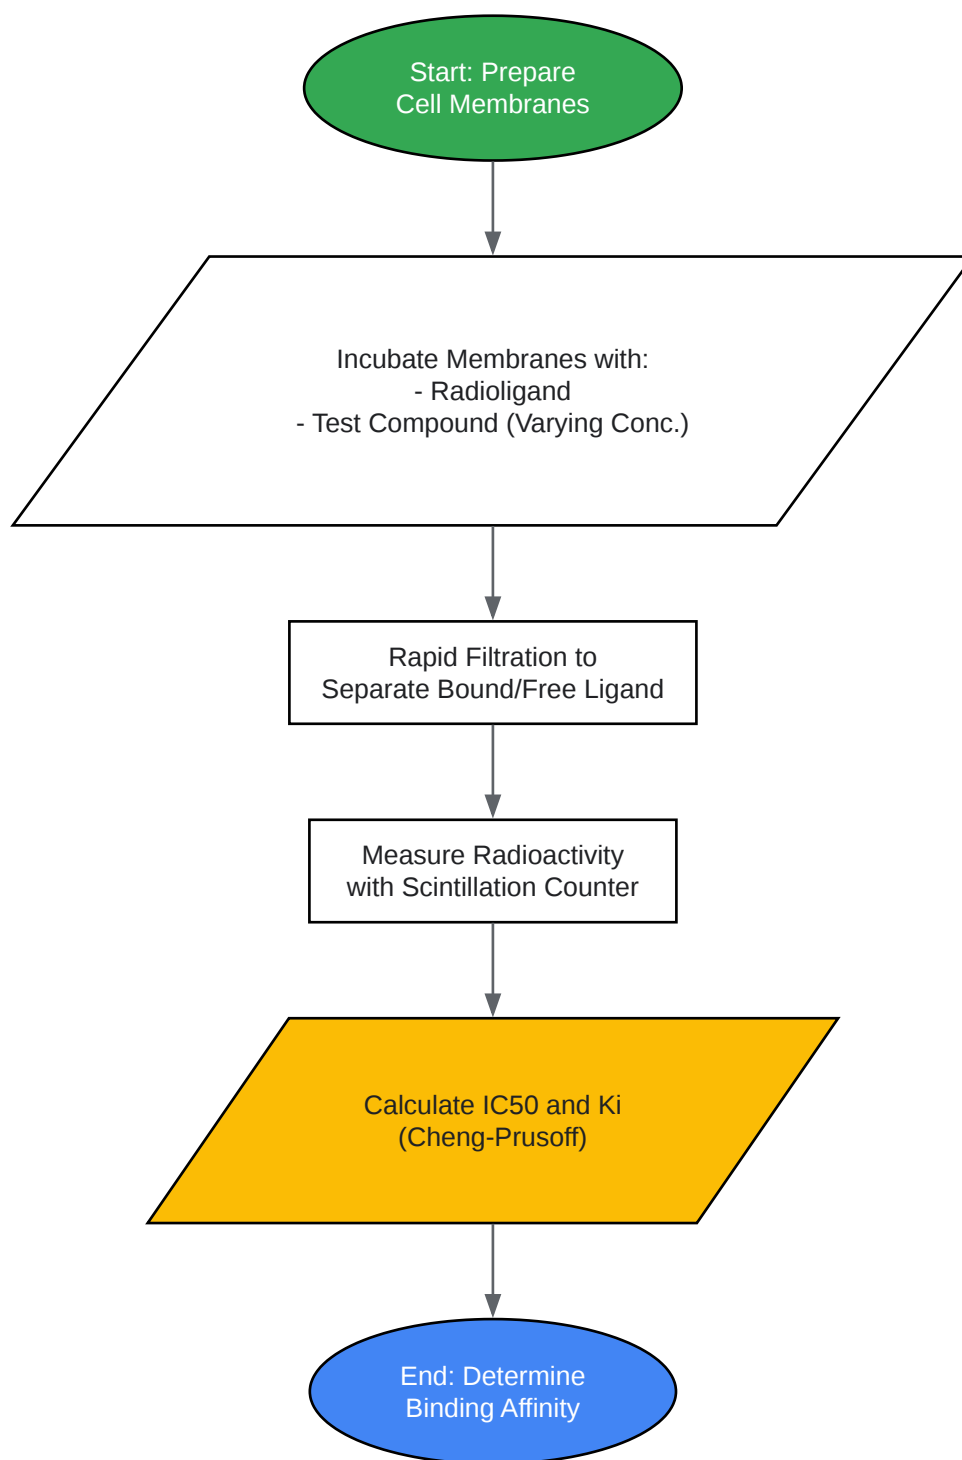 Start: Prepare
Cell Membranes
Incubate Membranes with:
- Radioligand
- Test Compound (Varying Conc.)
Rapid Filtration to
Separate Bound/Free Ligand
Measure Radioactivity
with Scintillation Counter
Calculate IC50 and Ki
(Cheng-Prusoff)
End: Determine
Binding Affinity